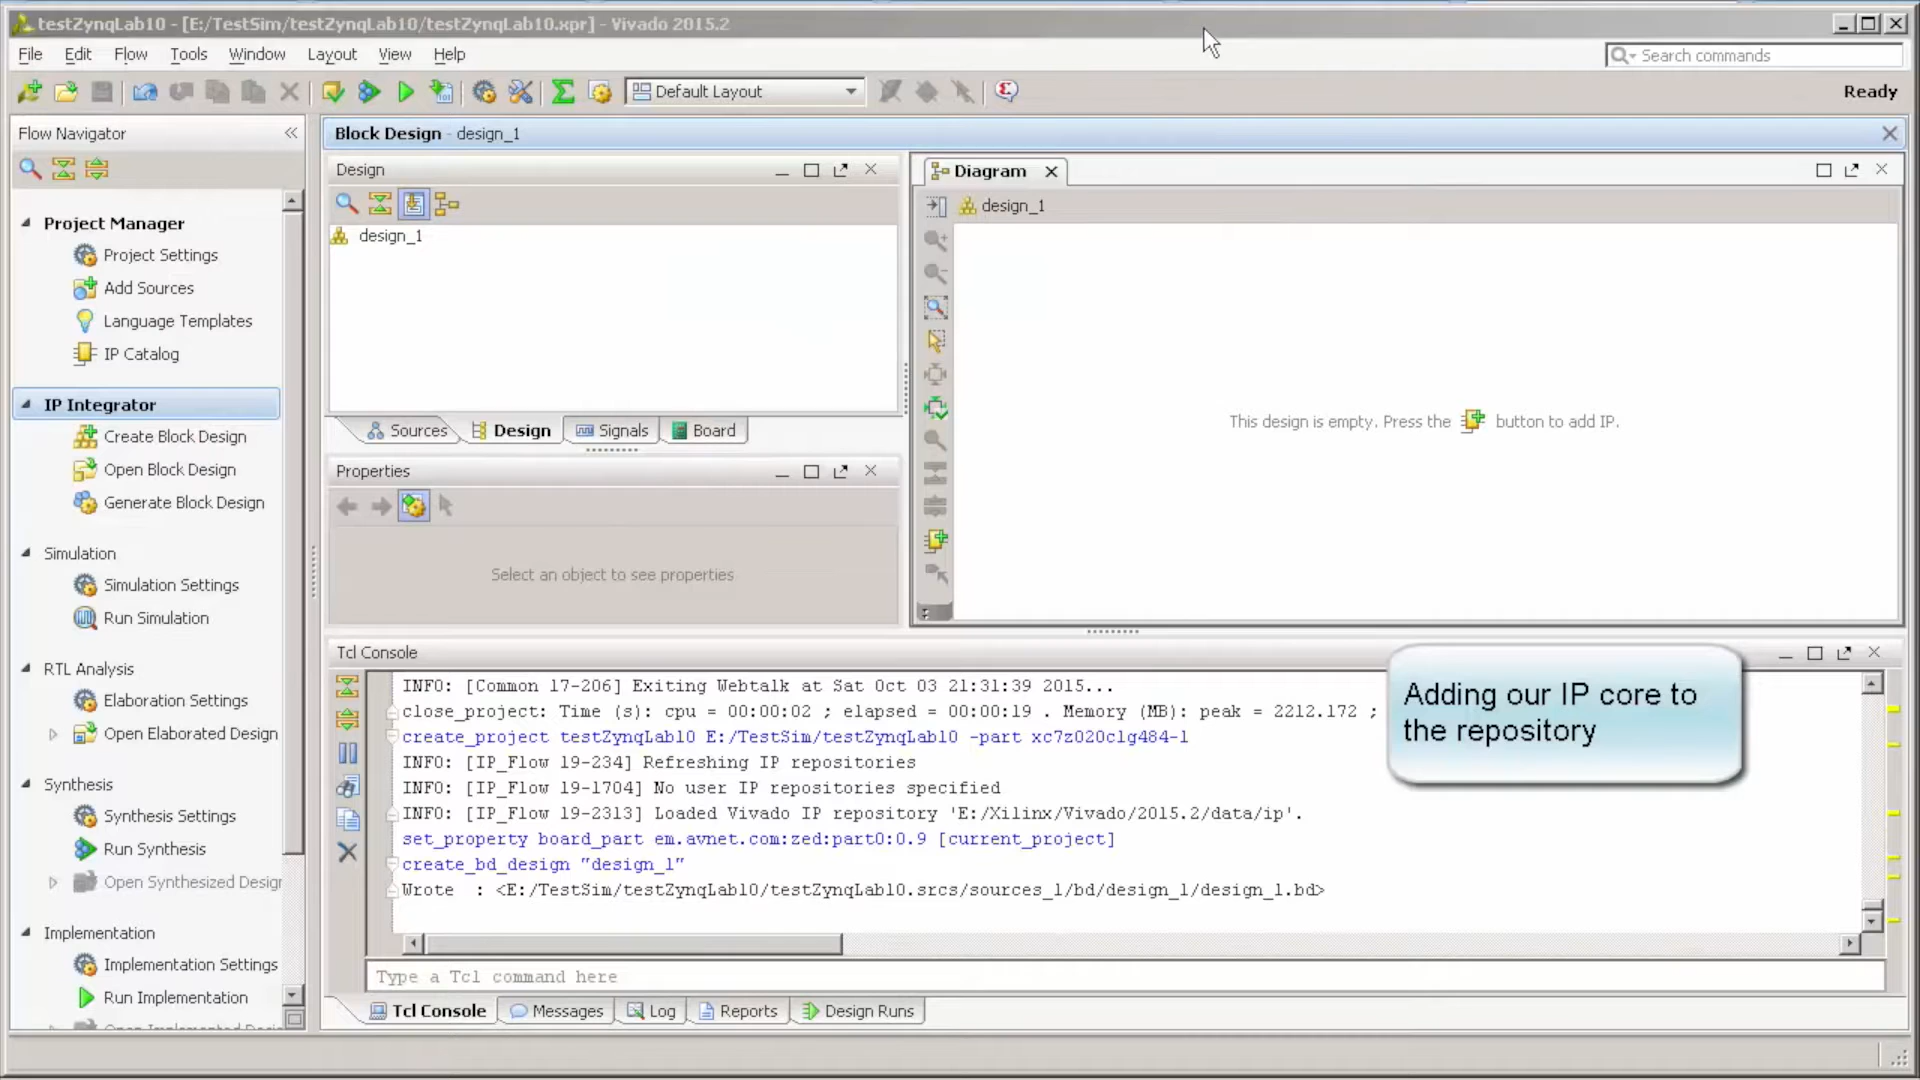 testZynqLab10 - [E:/TestSim/testZynqLab10/testZynqLab10.xpr] - Vivado 2015.2
File Edit Flow Tools Window Layout View Help
Search commands
Default Layout
Ready
Flow Navigator
Block Design - design_1
Design
Diagram
design_1
design_1
Project Manager
Project Settings
Add Sources
Language Templates
IP Catalog
IP Integrator
Create Block Design
Open Block Design
Generate Block Design
Simulation
Simulation Settings
Run Simulation
RTL Analysis
Elaboration Settings
Open Elaborated Design
Synthesis
Synthesis Settings
Run Synthesis
Open Synthesized Design
Implementation
Implementation Settings
Run Implementation
This design is empty. Press the button to add IP.
Sources Design Signals Board
Properties
Select an object to see properties
Tcl Console
INFO: [Common 17-206] Exiting Webtalk at Sat Oct 03 21:31:39 2015...
close_project: Time (s): cpu = 00:00:02 ; elapsed = 00:00:19 . Memory (MB): peak = 2212.172 ;
create_project testZynqLab10 E:/TestSim/testZynqLab10 -part xc7z020clg484-1
INFO: [IP_Flow 19-234] Refreshing IP repositories
INFO: [IP_Flow 19-1704] No user IP repositories specified
INFO: [IP_Flow 19-2313] Loaded Vivado IP repository 'E:/Xilinx/Vivado/2015.2/data/ip'.
set_property board_part em.avnet.com:zed:part0:0.9 [current_project]
create_bd_design "design_1"
Wrote : <E:/TestSim/testZynqLab10/testZynqLab10.srcs/sources_1/bd/design_1/design_1.bd>
Adding our IP core to
the repository
Type a Tcl command here
Tcl Console Messages Log Reports Design Runs